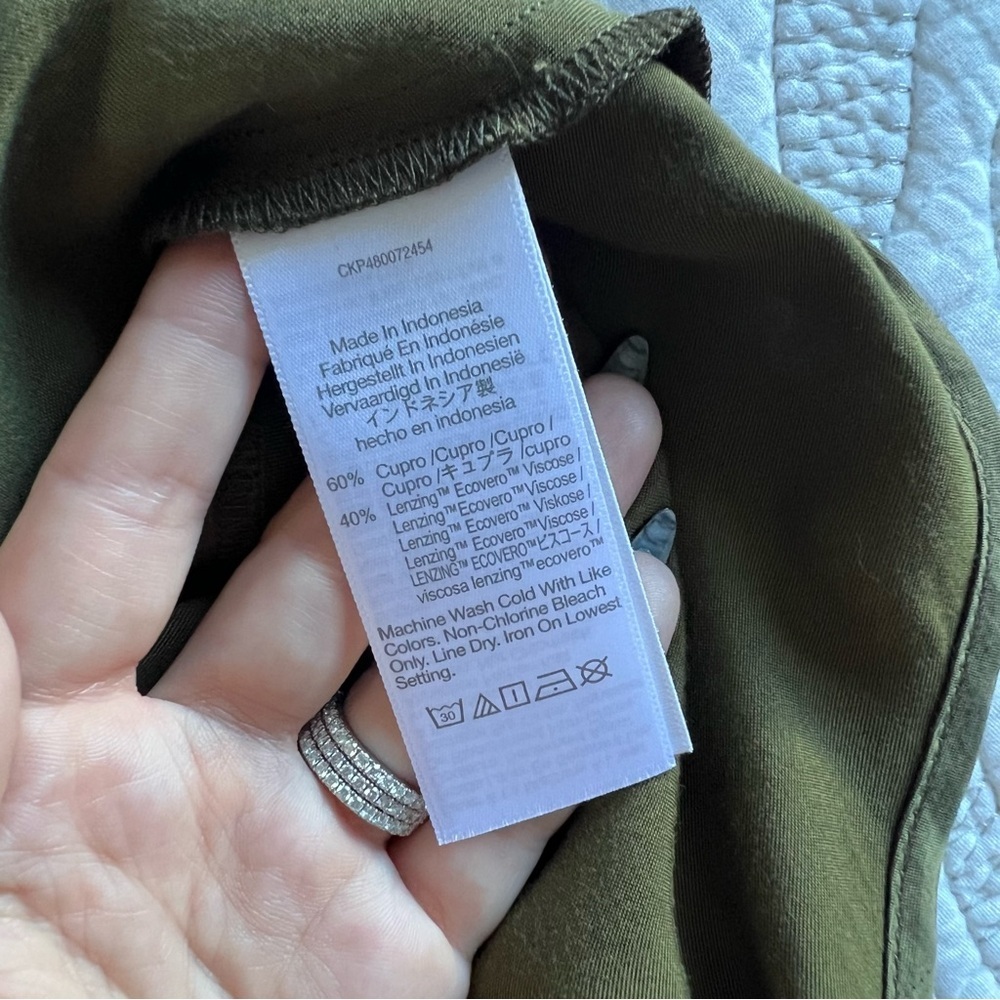 CKP480072454
Made In Indonesia
Fabriqué En Indonésie
Hergestellt In Indonesien
Vervaardigd In Indonesië
インドネシア製
hecho en indonesia
60% Cupro /Cupro /Cupro /
Cupro /キュプラ /cupro
40% Lenzing™ Ecovero™ Viscose /
Lenzing™Ecovero™ Viscose /
Lenzing™ Ecovero™ Viskose /
Lenzing™ Ecovero™Viscose /
LENZING™ ECOVERO™ビスコース /
viscosa lenzing™ecovero™
Machine Wash Cold With Like
Colors. Non-Chlorine Bleach
Only. Line Dry. Iron On Lowest
Setting.
30